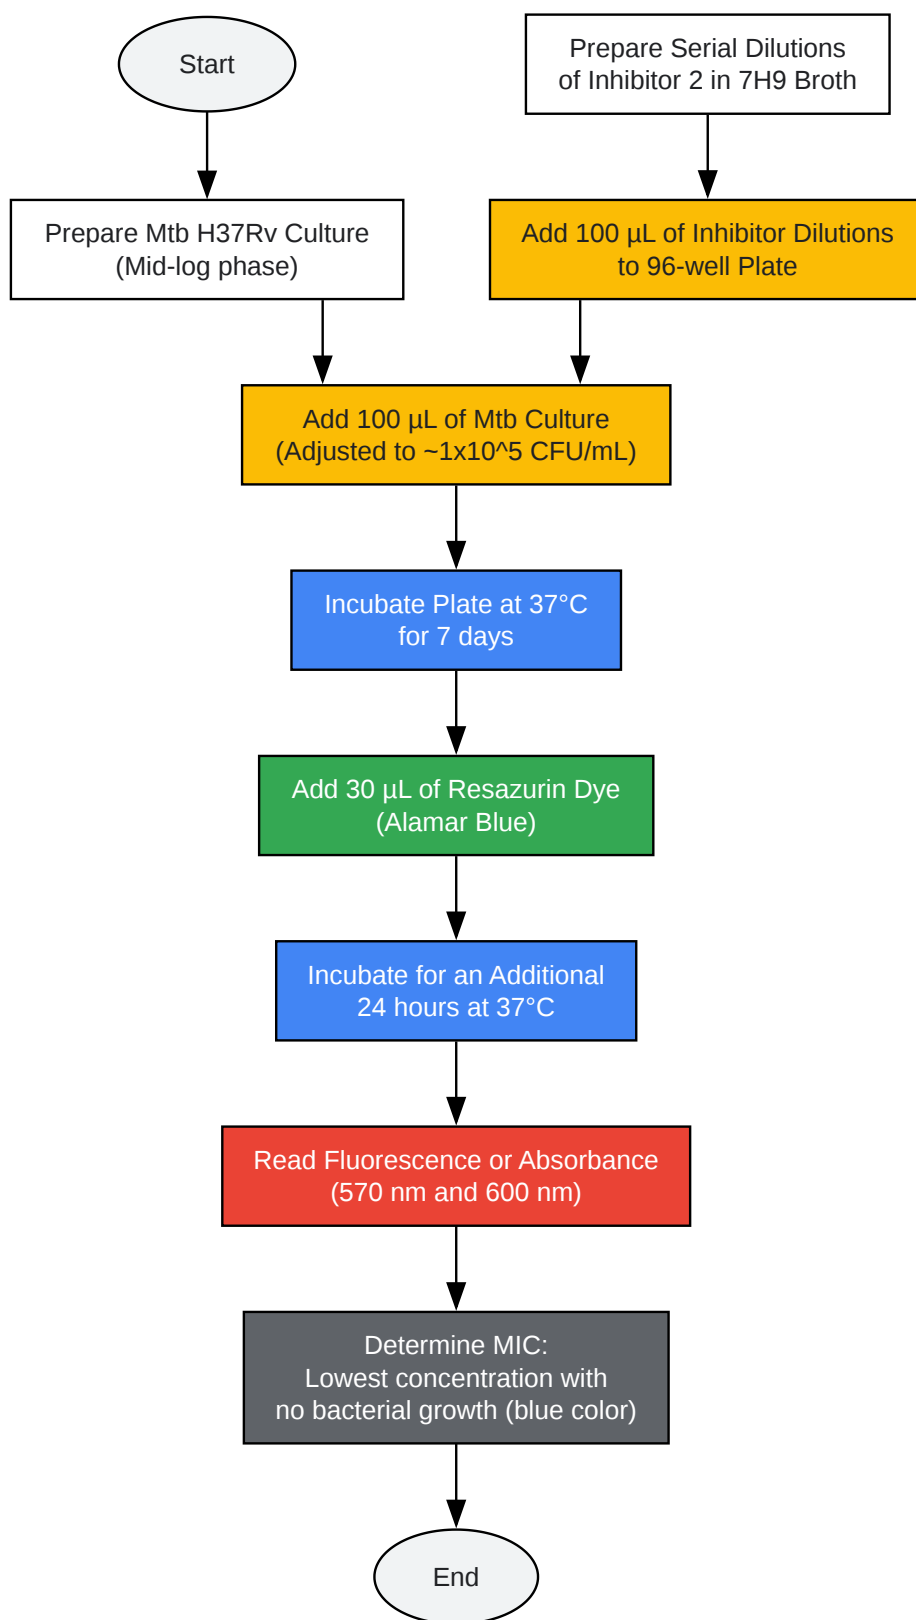 Start
Prepare Serial Dilutions
of Inhibitor 2 in 7H9 Broth
Prepare Mtb H37Rv Culture
(Mid-log phase)
Add 100 µL of Inhibitor Dilutions
to 96-well Plate
Add 100 µL of Mtb Culture
(Adjusted to ~1x10^5 CFU/mL)
Incubate Plate at 37°C
for 7 days
Add 30 µL of Resazurin Dye
(Alamar Blue)
Incubate for an Additional
24 hours at 37°C
Read Fluorescence or Absorbance
(570 nm and 600 nm)
Determine MIC:
Lowest concentration with
no bacterial growth (blue color)
End